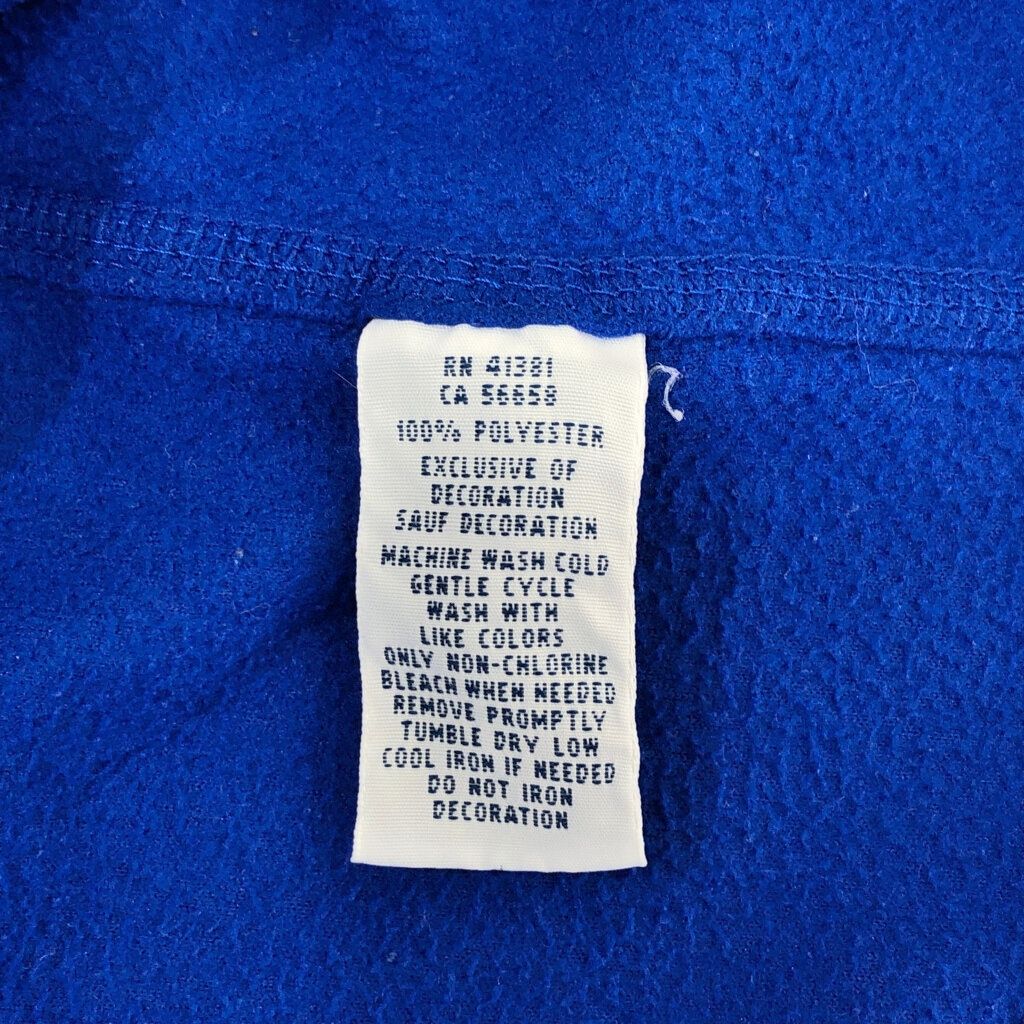 RN 41381
CA 56658
100% POLYESTER
EXCLUSIVE OF
DECORATION
SAUF DECORATION
MACHINE WASH COLD
GENTLE CYCLE
WASH WITH
LIKE COLORS
ONLY NON-CHLORINE
BLEACH WHEN NEEDED
REMOVE PROMPTLY
TUMBLE DRY LOW
COOL IRON IF NEEDED
DO NOT IRON
DECORATION